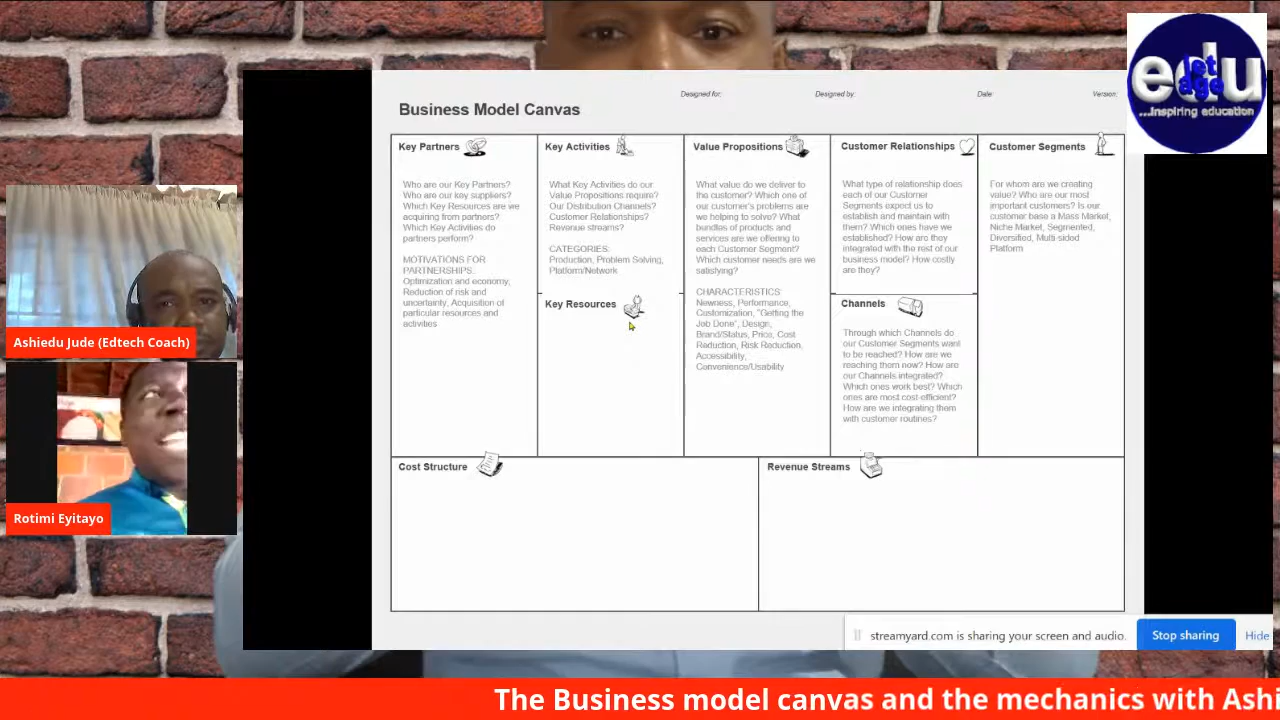 Designed for:
Designed by:
Date:
Version:
Business Model Canvas
edu
let
age
...inspiring education
Key Partners
Who are our Key Partners?
Who are our key suppliers?
Which Key Resources are we
acquiring from partners?
Which Key Activities do
partners perform?
MOTIVATIONS FOR
PARTNERSHIPS:
Optimization and economy,
Reduction of risk and
uncertainty, Acquisition of
particular resources and
activities
Key Activities
What Key Activities do our
Value Propositions require?
Our Distribution Channels?
Customer Relationships?
Revenue streams?
CATEGORIES:
Production, Problem Solving,
Platform/Network
Key Resources
Value Propositions
What value do we deliver to
the customer? Which one of
our customer's problems are
we helping to solve? What
bundles of products and
services are we offering to
each Customer Segment?
Which customer needs are we
satisfying?
CHARACTERISTICS:
Newness, Performance,
Customization, "Getting the
Job Done", Design,
Brand/Status, Price, Cost
Reduction, Risk Reduction,
Accessibility,
Convenience/Usability
Customer Relationships
What type of relationship does
each of our Customer
Segments expect us to
establish and maintain with
them? Which ones have we
established? How are they
integrated with the rest of our
business model? How costly
are they?
Channels
Through which Channels do
our Customer Segments want
to be reached? How are we
reaching them now? How are
our Channels integrated?
Which ones work best? Which
ones are most cost-efficient?
How are we integrating them
with customer routines?
Customer Segments
For whom are we creating
value? Who are our most
important customers? Is our
customer base a Mass Market,
Niche Market, Segmented,
Diversified, Multi-sided
Platform
Cost Structure
Revenue Streams
Ashiedu Jude (Edtech Coach)
Rotimi Eyitayo
streamyard.com is sharing your screen and audio.
Stop sharing
Hide
The Business model canvas and the mechanics with Ashi